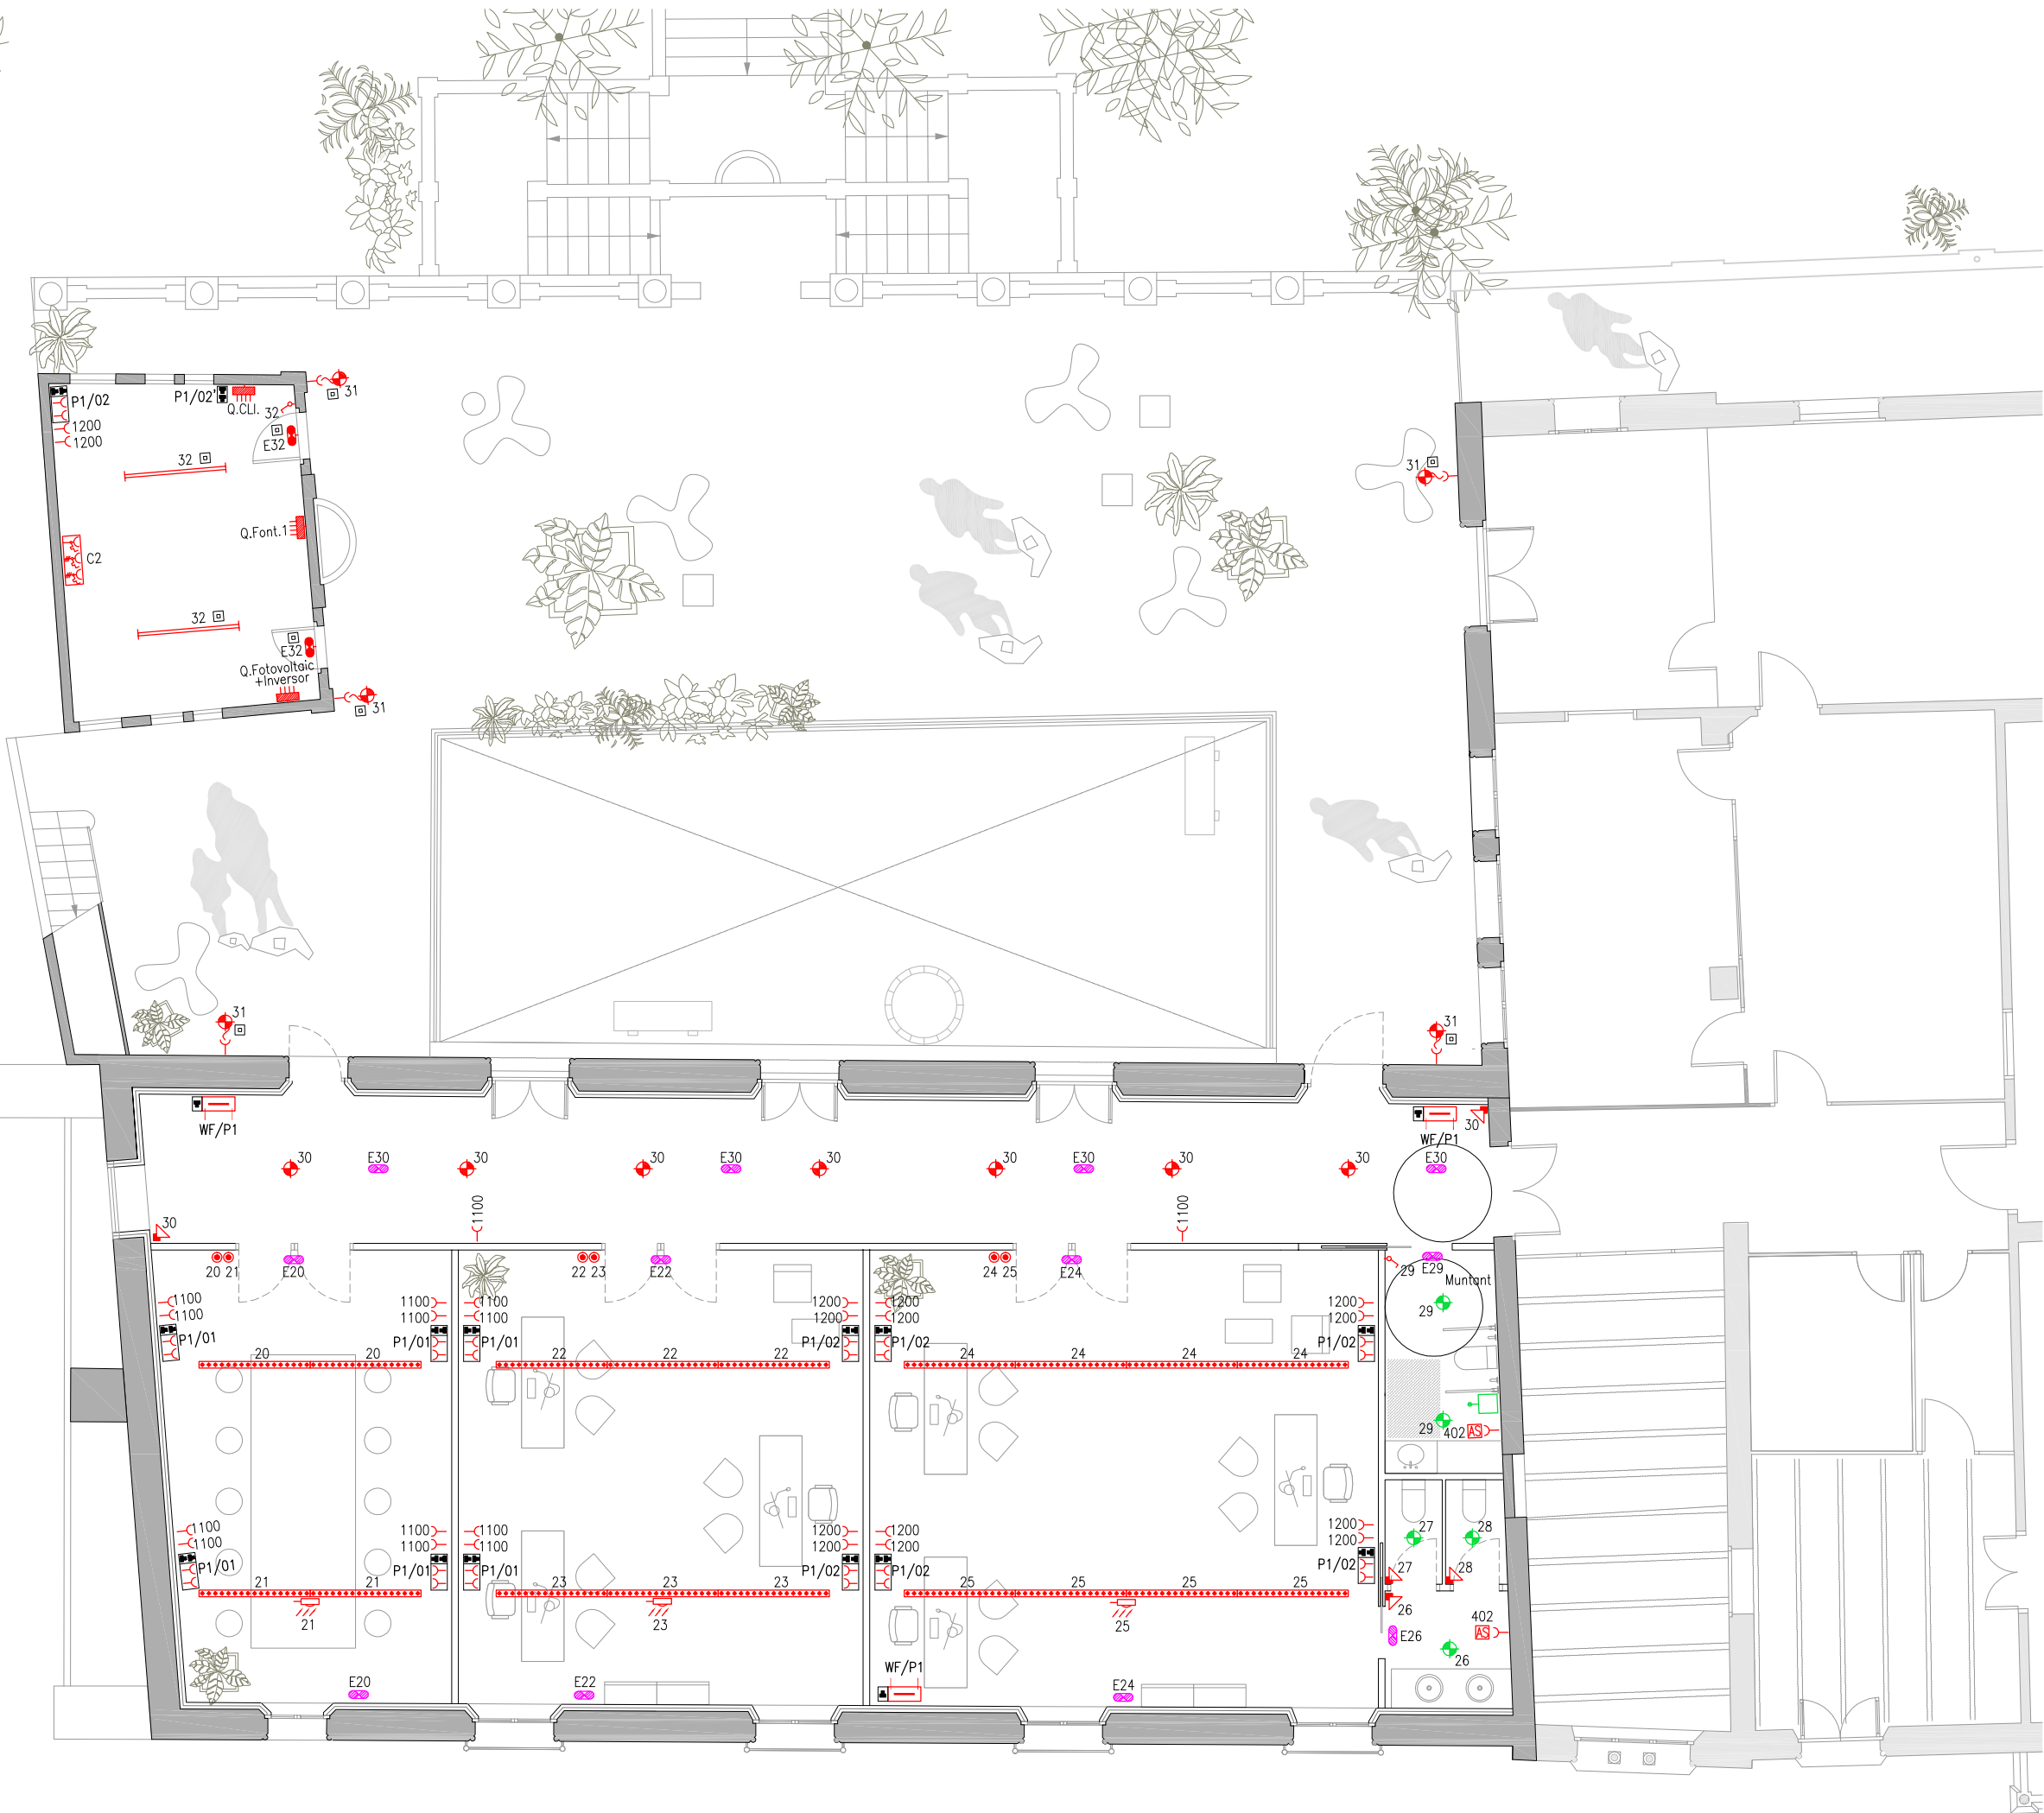 31
P1/02
P1/02'
Q.CLI.
32
1200
1200
E32
32
31
Q.Font.1
C2
32
E32
Q.Fotovoltaic
+Inversor
31
31
31
WF/P1
30
WF/P1
30
E30
30
30
E30
30
30
E30
30
30
E30
1100
1100
30
20
21
E20
22
23
E22
24
25
E24
29
E29
Muntant
1100
1100
P1/01
1100
1100
P1/01
1100
1100
P1/01
1200
1200
P1/02
1200
1200
P1/02
1200
1200
P1/02
29
20
20
22
22
22
24
24
24
24
29
402
AS
1100
1100
P1/01
1100
1100
P1/01
1100
1100
P1/01
1200
1200
P1/02
1200
1200
P1/02
1200
1200
P1/02
27
28
27
28
21
21
23
23
23
25
25
25
25
26
21
23
25
402
AS
E26
26
E20
E22
WF/P1
E24